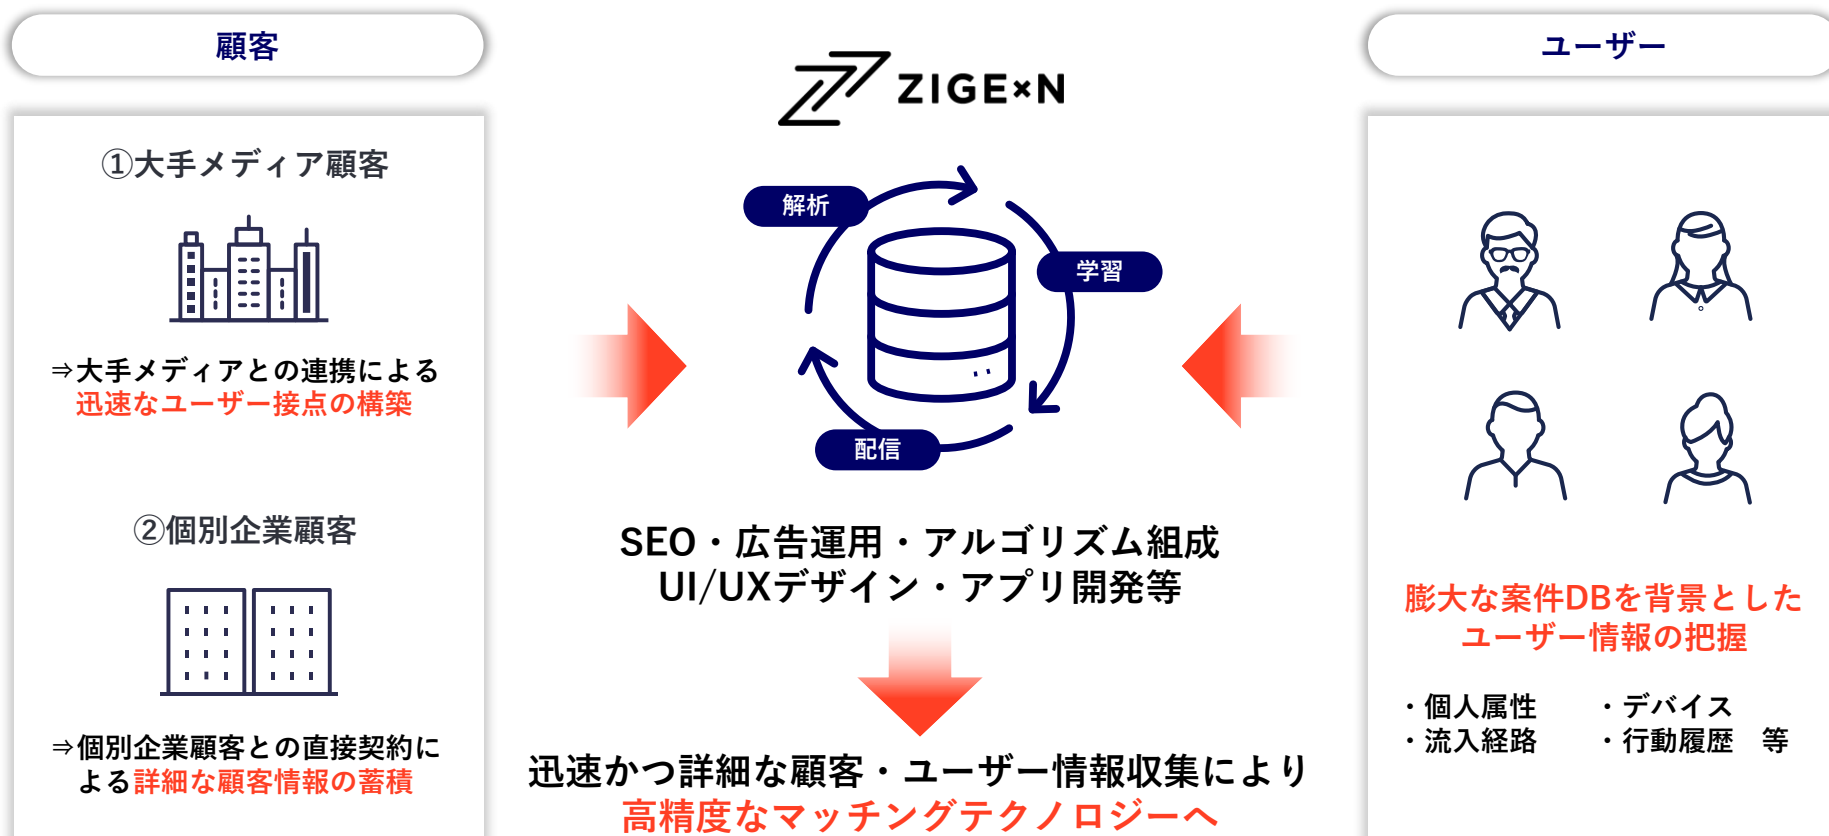 顧客
①大手メディア顧客
⇒大手メディアとの連携による
迅速なユーザー接点の構築
②個別企業顧客
⇒個別企業顧客との直接契約に
よる詳細な顧客情報の蓄積
ZIGExN
解析
学習
配信
SEO・広告運用・アルゴリズム組成
UI/UXデザイン・アプリ開発等
迅速かつ詳細な顧客・ユーザー情報収集により
高精度なマッチングテクノロジーへ
ユーザー
膨大な案件DBを背景とした
ユーザー情報の把握
・個人属性 ・デバイス
・流入経路 ・行動履歴 等